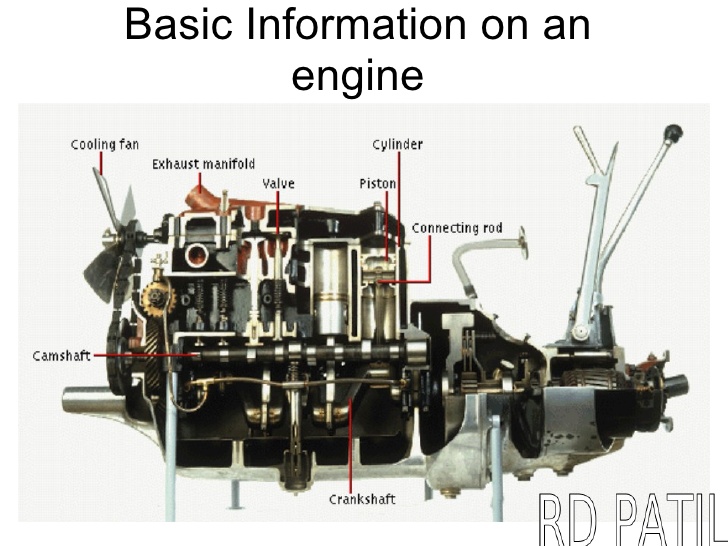 Basic Information on an
engine
Cooling fan
Exhaust manifold
Valve
Cylinder
Piston
Connecting rod
Camshaft
Crankshaft
RD PATIL